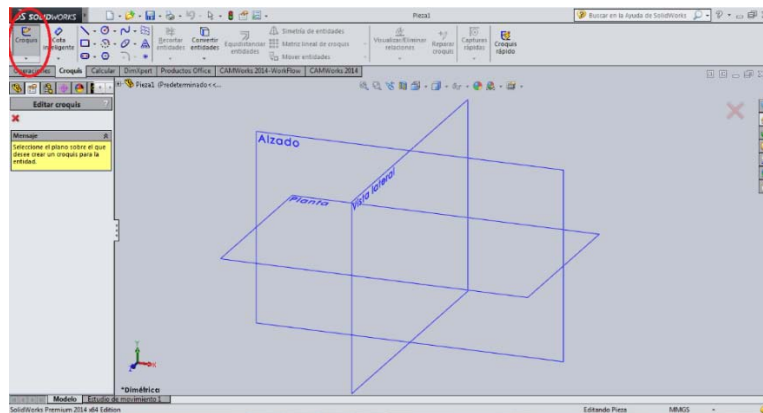 DS SOLIDWORKS
Pieza1
Buscar en la Ayuda de SolidWorks
Croquis
Cota inteligente
Recortar entidades
Convertir entidades
Equidistanciar entidades
Simetría de entidades
Matriz lineal de croquis
Mover entidades
Visualizar/Eliminar relaciones
Reparar croquis
Capturas rápidas
Croquis rápido
Operaciones
Croquis
Calcular
DimXpert
Productos Office
CAMWorks 2014-WorkFlow
CAMWorks 2014
Pieza1 (Predeterminado<<...
Editar croquis
Mensaje
Seleccione el plano sobre el que
desee crear un croquis para la
entidad.
Alzado
Planta
Vista lateral
*Dimétrica
Modelo
Estudio de movimiento 1
SolidWorks Premium 2014 x64 Edition
Editando Pieza
MMGS